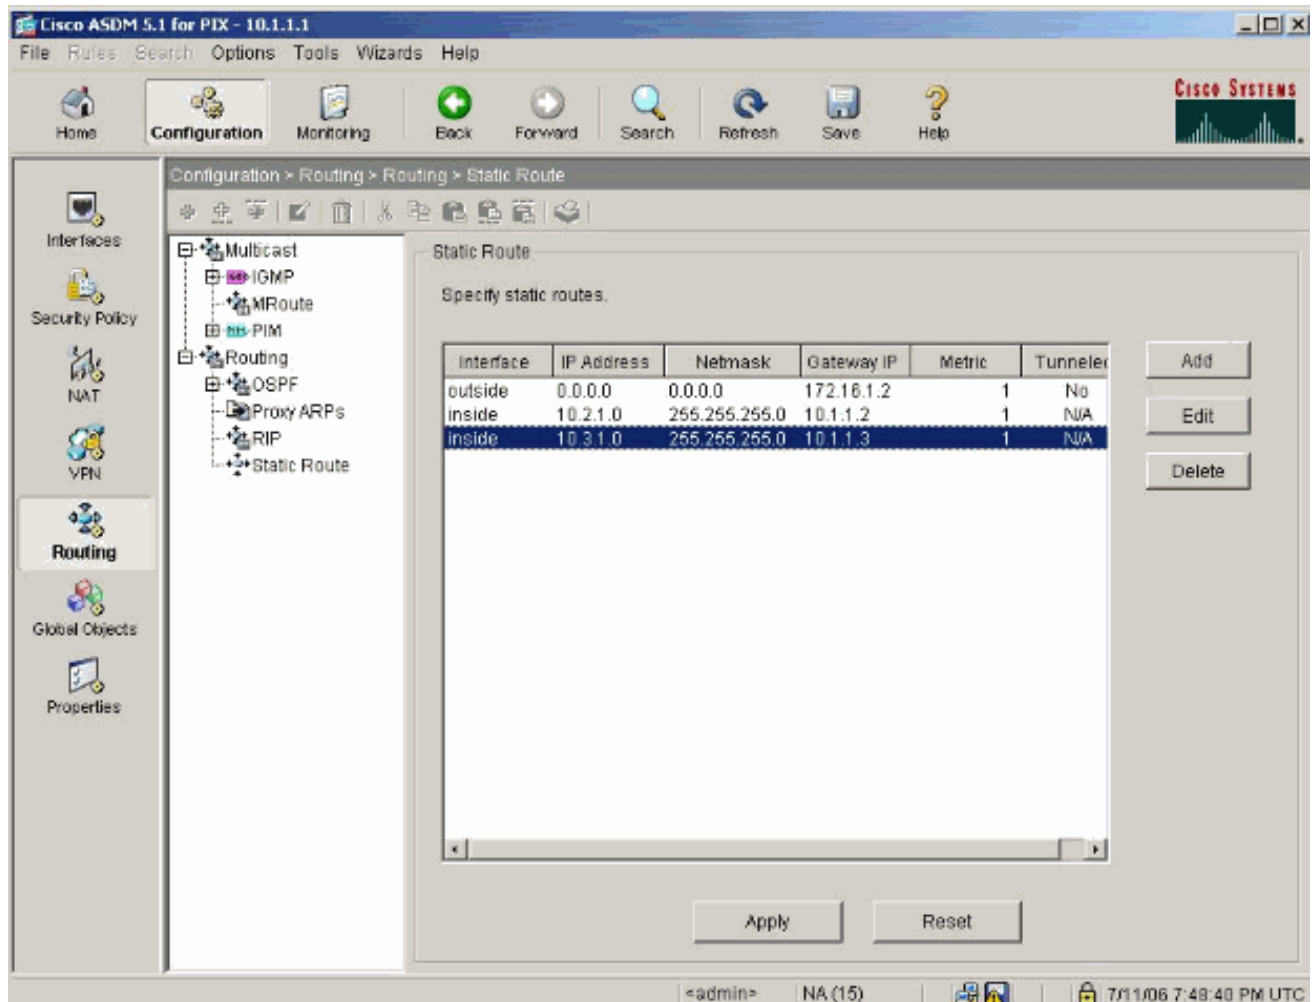 Cisco ASDM 5.1 for PIX - 10.1.1.1
File Rules Search Options Tools Wizards Help
Home Configuration Monitoring Back Forward Search Refresh Save Help
CISCO SYSTEMS
Configuration > Routing > Routing > Static Route
Interfaces
Security Policy
NAT
VPN
Routing
Global Objects
Properties
Multicast
IGMP
MRoute
PIM
Routing
OSPF
Proxy ARPs
RIP
Static Route
Static Route
Specify static routes.
Interface IP Address Netmask Gateway IP Metric Tunneled
outside 0.0.0.0 0.0.0.0 172.16.1.2 1 No
inside 10.2.1.0 255.255.255.0 10.1.1.2 1 N/A
inside 10.3.1.0 255.255.255.0 10.1.1.3 1 N/A
Add
Edit
Delete
Apply Reset
<admin> NA (15) 7/11/06 7:48:40 PM UTC